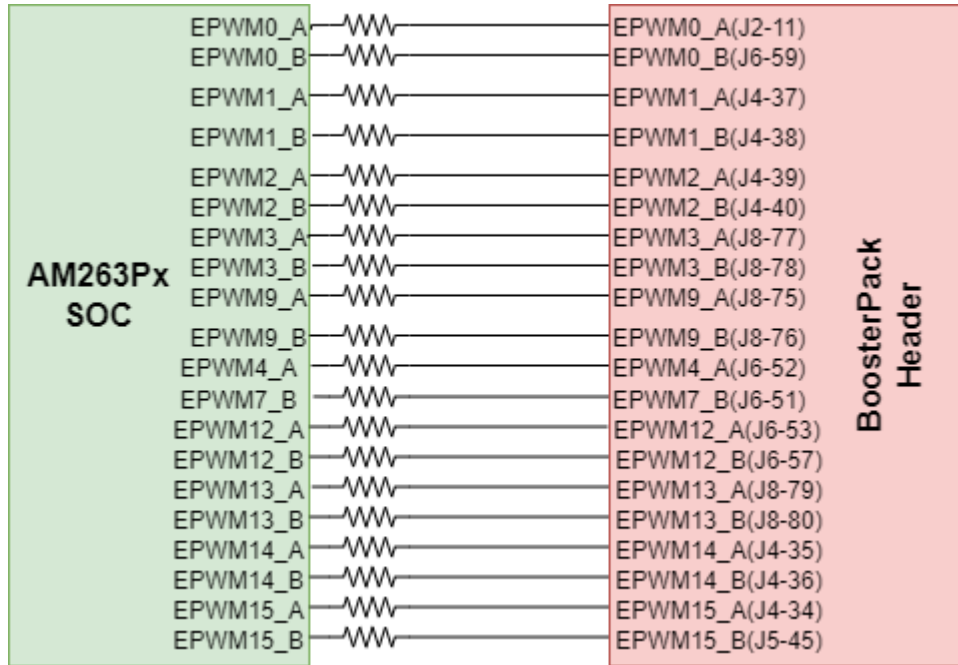 EPWM0_A
EPWM0_B
EPWM1_A
EPWM1_B
EPWM2_A
EPWM2_B
EPWM3_A
EPWM3_B
EPWM9_A
EPWM9_B
EPWM4_A
EPWM7_B
EPWM12_A
EPWM12_B
EPWM13_A
EPWM13_B
EPWM14_A
EPWM14_B
EPWM15_A
EPWM15_B
AM263Px
SOC
EPWM0_A(J2-11)
EPWM0_B(J6-59)
EPWM1_A(J4-37)
EPWM1_B(J4-38)
EPWM2_A(J4-39)
EPWM2_B(J4-40)
EPWM3_A(J8-77)
EPWM3_B(J8-78)
EPWM9_A(J8-75)
EPWM9_B(J8-76)
EPWM4_A(J6-52)
EPWM7_B(J6-51)
EPWM12_A(J6-53)
EPWM12_B(J6-57)
EPWM13_A(J8-79)
EPWM13_B(J8-80)
EPWM14_A(J4-35)
EPWM14_B(J4-36)
EPWM15_A(J4-34)
EPWM15_B(J5-45)
BoosterPack
Header